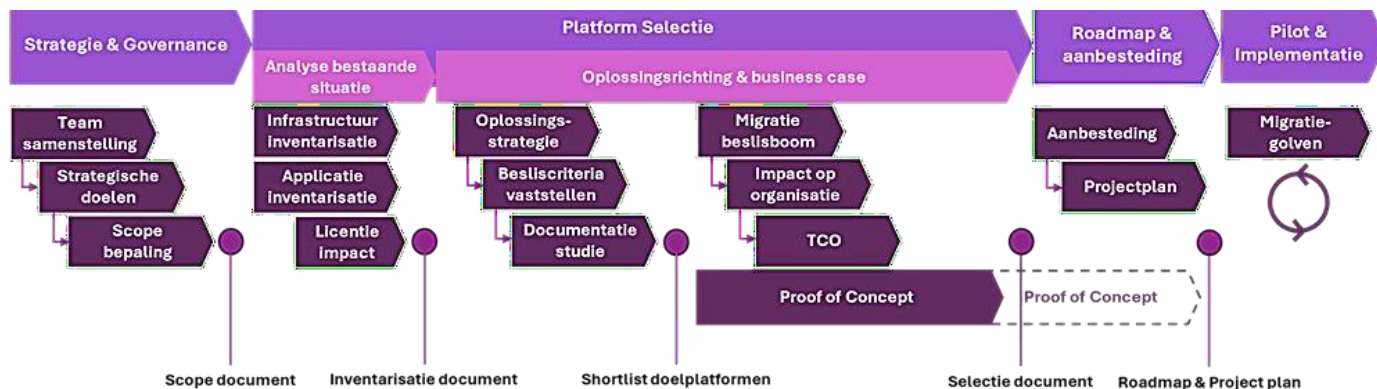 Strategie & Governance
Platform Selectie
Roadmap &
aanbesteding
Pilot &
Implementatie
Analyse bestaande
situatie
Oplossingsrichting & business case
Team
samenstelling
Strategische
doelen
Scope
bepaling
Infrastructuur
inventarisatie
Applicatie
inventarisatie
Licentie
impact
Oplossings-
strategie
Besliscriteria
vaststellen
Documentatie
studie
Migratie
beslisboom
Impact op
organisatie
TCO
Proof of Concept
Proof of Concept
Aanbesteding
Projectplan
Migratie-
golven
Scope document
Inventarisatie document
Shortlist doelplatformen
Selectie document
Roadmap & Project plan